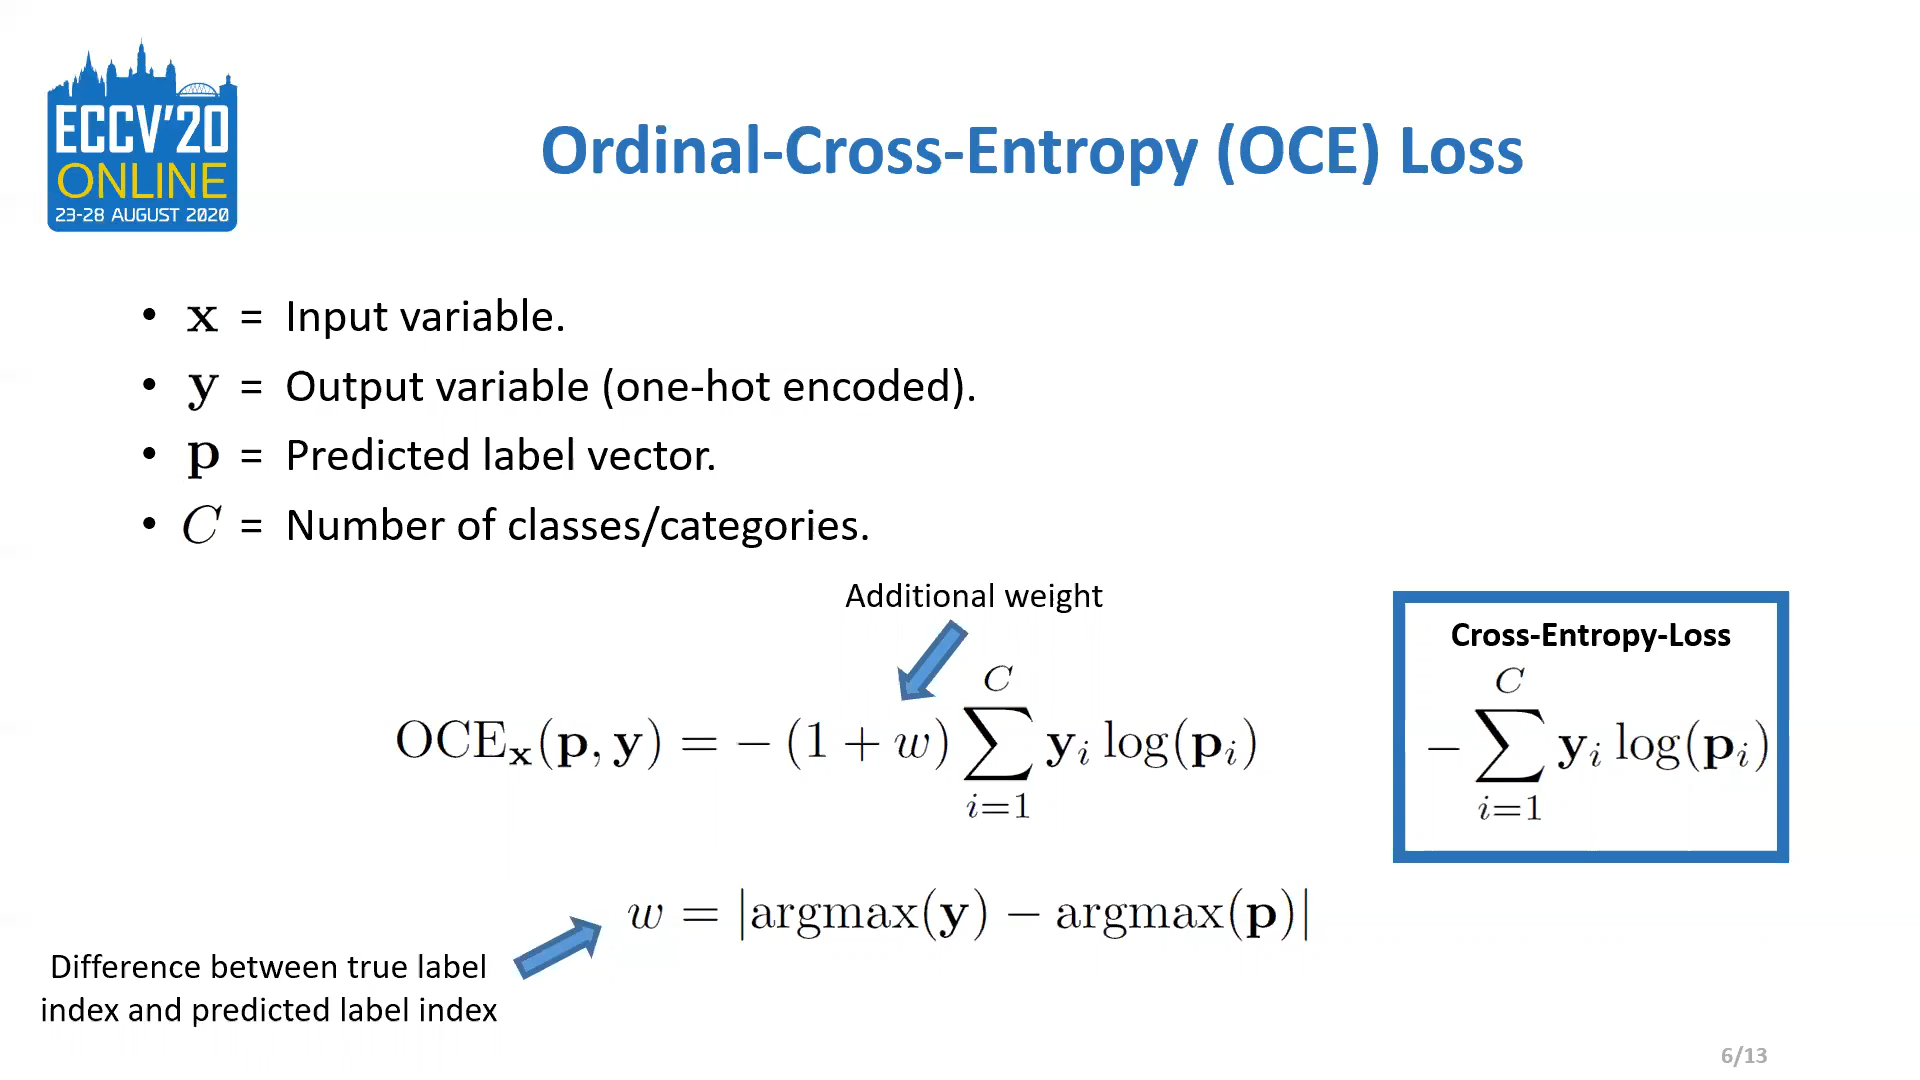 ECCV'20
ONLINE
23-28 AUGUST 2020
Ordinal-Cross-Entropy (OCE) Loss
• x = Input variable.
• y = Output variable (one-hot encoded).
• p = Predicted label vector.
• C = Number of classes/categories.
Additional weight
OCEₓ(p, y) = − (1 + w) ∑_{i=1}^{C} yᵢ log(pᵢ)
Cross-Entropy-Loss
− ∑_{i=1}^{C} yᵢ log(pᵢ)
w = |argmax(y) − argmax(p)|
Difference between true label
index and predicted label index
6/13